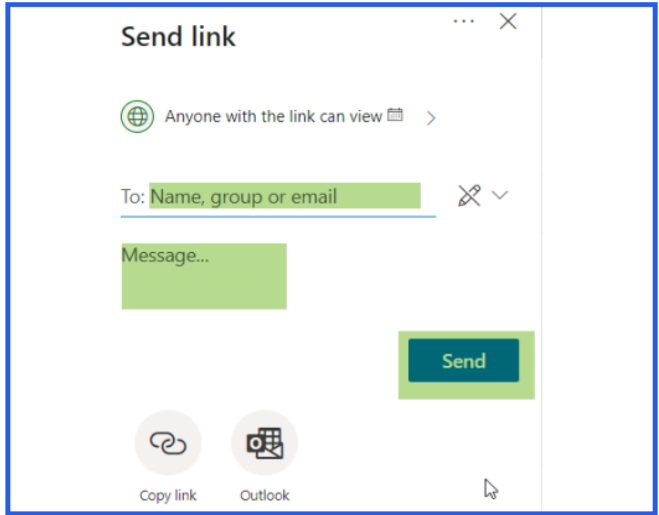 Send link
Anyone with the link can view
To: Name, group or email
Message...
Send
Copy link
Outlook